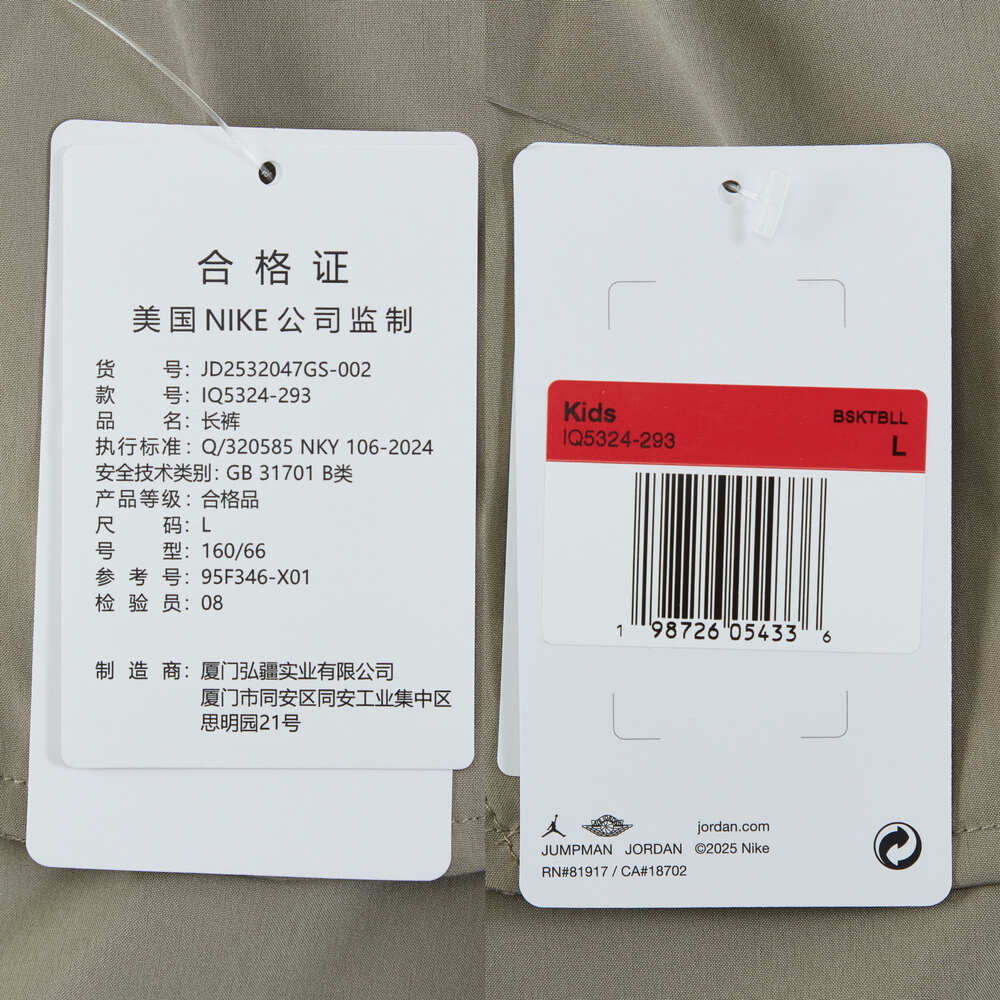 合格证
美国NIKE公司监制
货号: JD2532047GS-002
款号: IQ5324-293
品名: 长裤
执行标准: Q/320585 NKY 106-2024
安全技术类别: GB 31701 B类
产品等级: 合格品
尺码: L
号型: 160/66
参考号: 95F346-X01
检验员: 08
制造商: 厦门弘疆实业有限公司
厦门市同安区同安工业集中区
思明园21号
Kids BSKTBLL
IQ5324-293 L
1 98726 05433 6
jordan.com
JUMPMAN JORDAN ©2025 Nike
RN#81917 / CA#18702